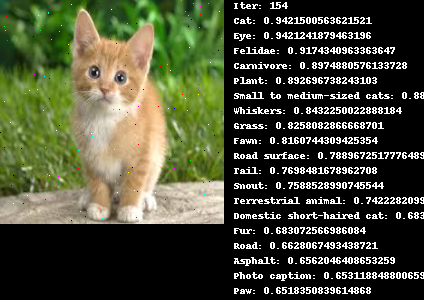 Iter: 154
Cat: 0.9421500563621521
Eye: 0.9421241879463196
Felidae: 0.9174340963363647
Carnivore: 0.8974880576133728
Plant: 0.892696738243103
Small to medium-sized cats: 0.88
Whiskers: 0.8432250022888184
Grass: 0.8258082866668701
Fawn: 0.8160744309425354
Road surface: 0.7889672517776489
Tail: 0.7698481678962708
Snout: 0.7588528990745544
Terrestrial animal: 0.7422282099
Domestic short-haired cat: 0.683
Fur: 0.683072566986084
Road: 0.6628067493438721
Asphalt: 0.6562046408653259
Photo caption: 0.653118848800659
Paw: 0.6518350839614868